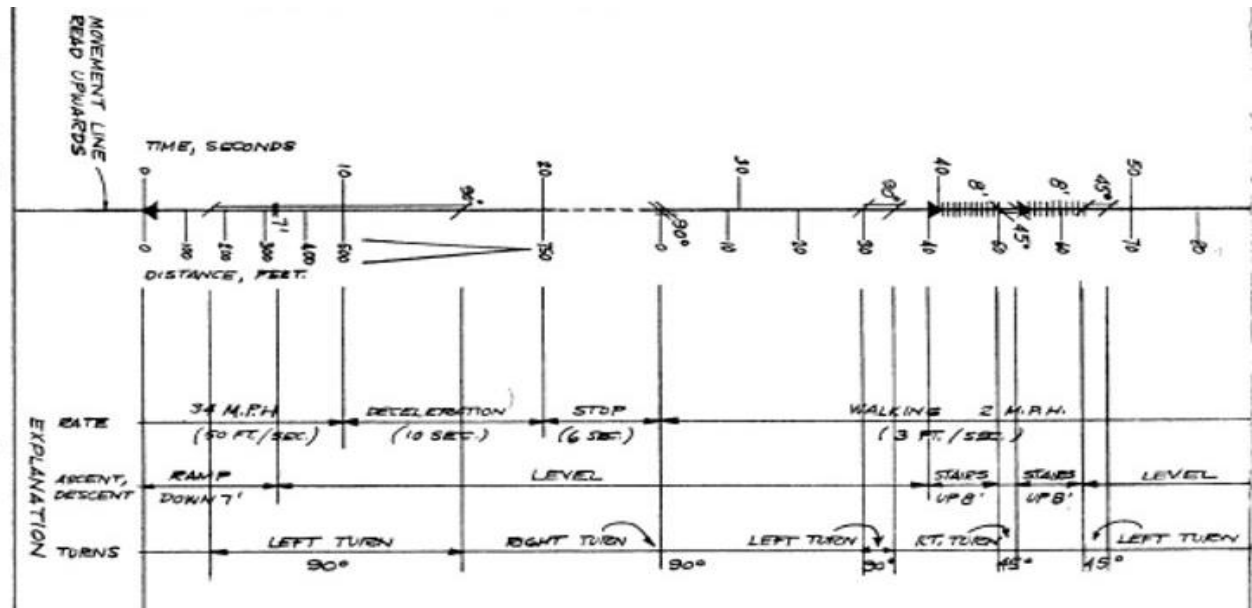 MOVEMENT LINE
READ UPWARDS
TIME, SECONDS
0 10 20 30 40 50
90° 7' 90° 90° 8' 45° 8' 45°
0 100 200 300 400 500 750 0 10 20 30 40 50 60 70 80
DISTANCE, FEET.
EXPLANATION
RATE
34 M.P.H
(50 FT./SEC.)
DECELERATION
(10 SEC.)
STOP
(6 SEC.)
WALKING 2 M.P.H.
(3 FT./SEC.)
ASCENT,
DESCENT
RAMP
DOWN 7'
LEVEL
STAIRS
UP 8'
STAIRS
UP 8'
LEVEL
TURNS
LEFT TURN
90°
RIGHT TURN
90°
LEFT TURN
90°
RT. TURN
45°
45°
LEFT TURN